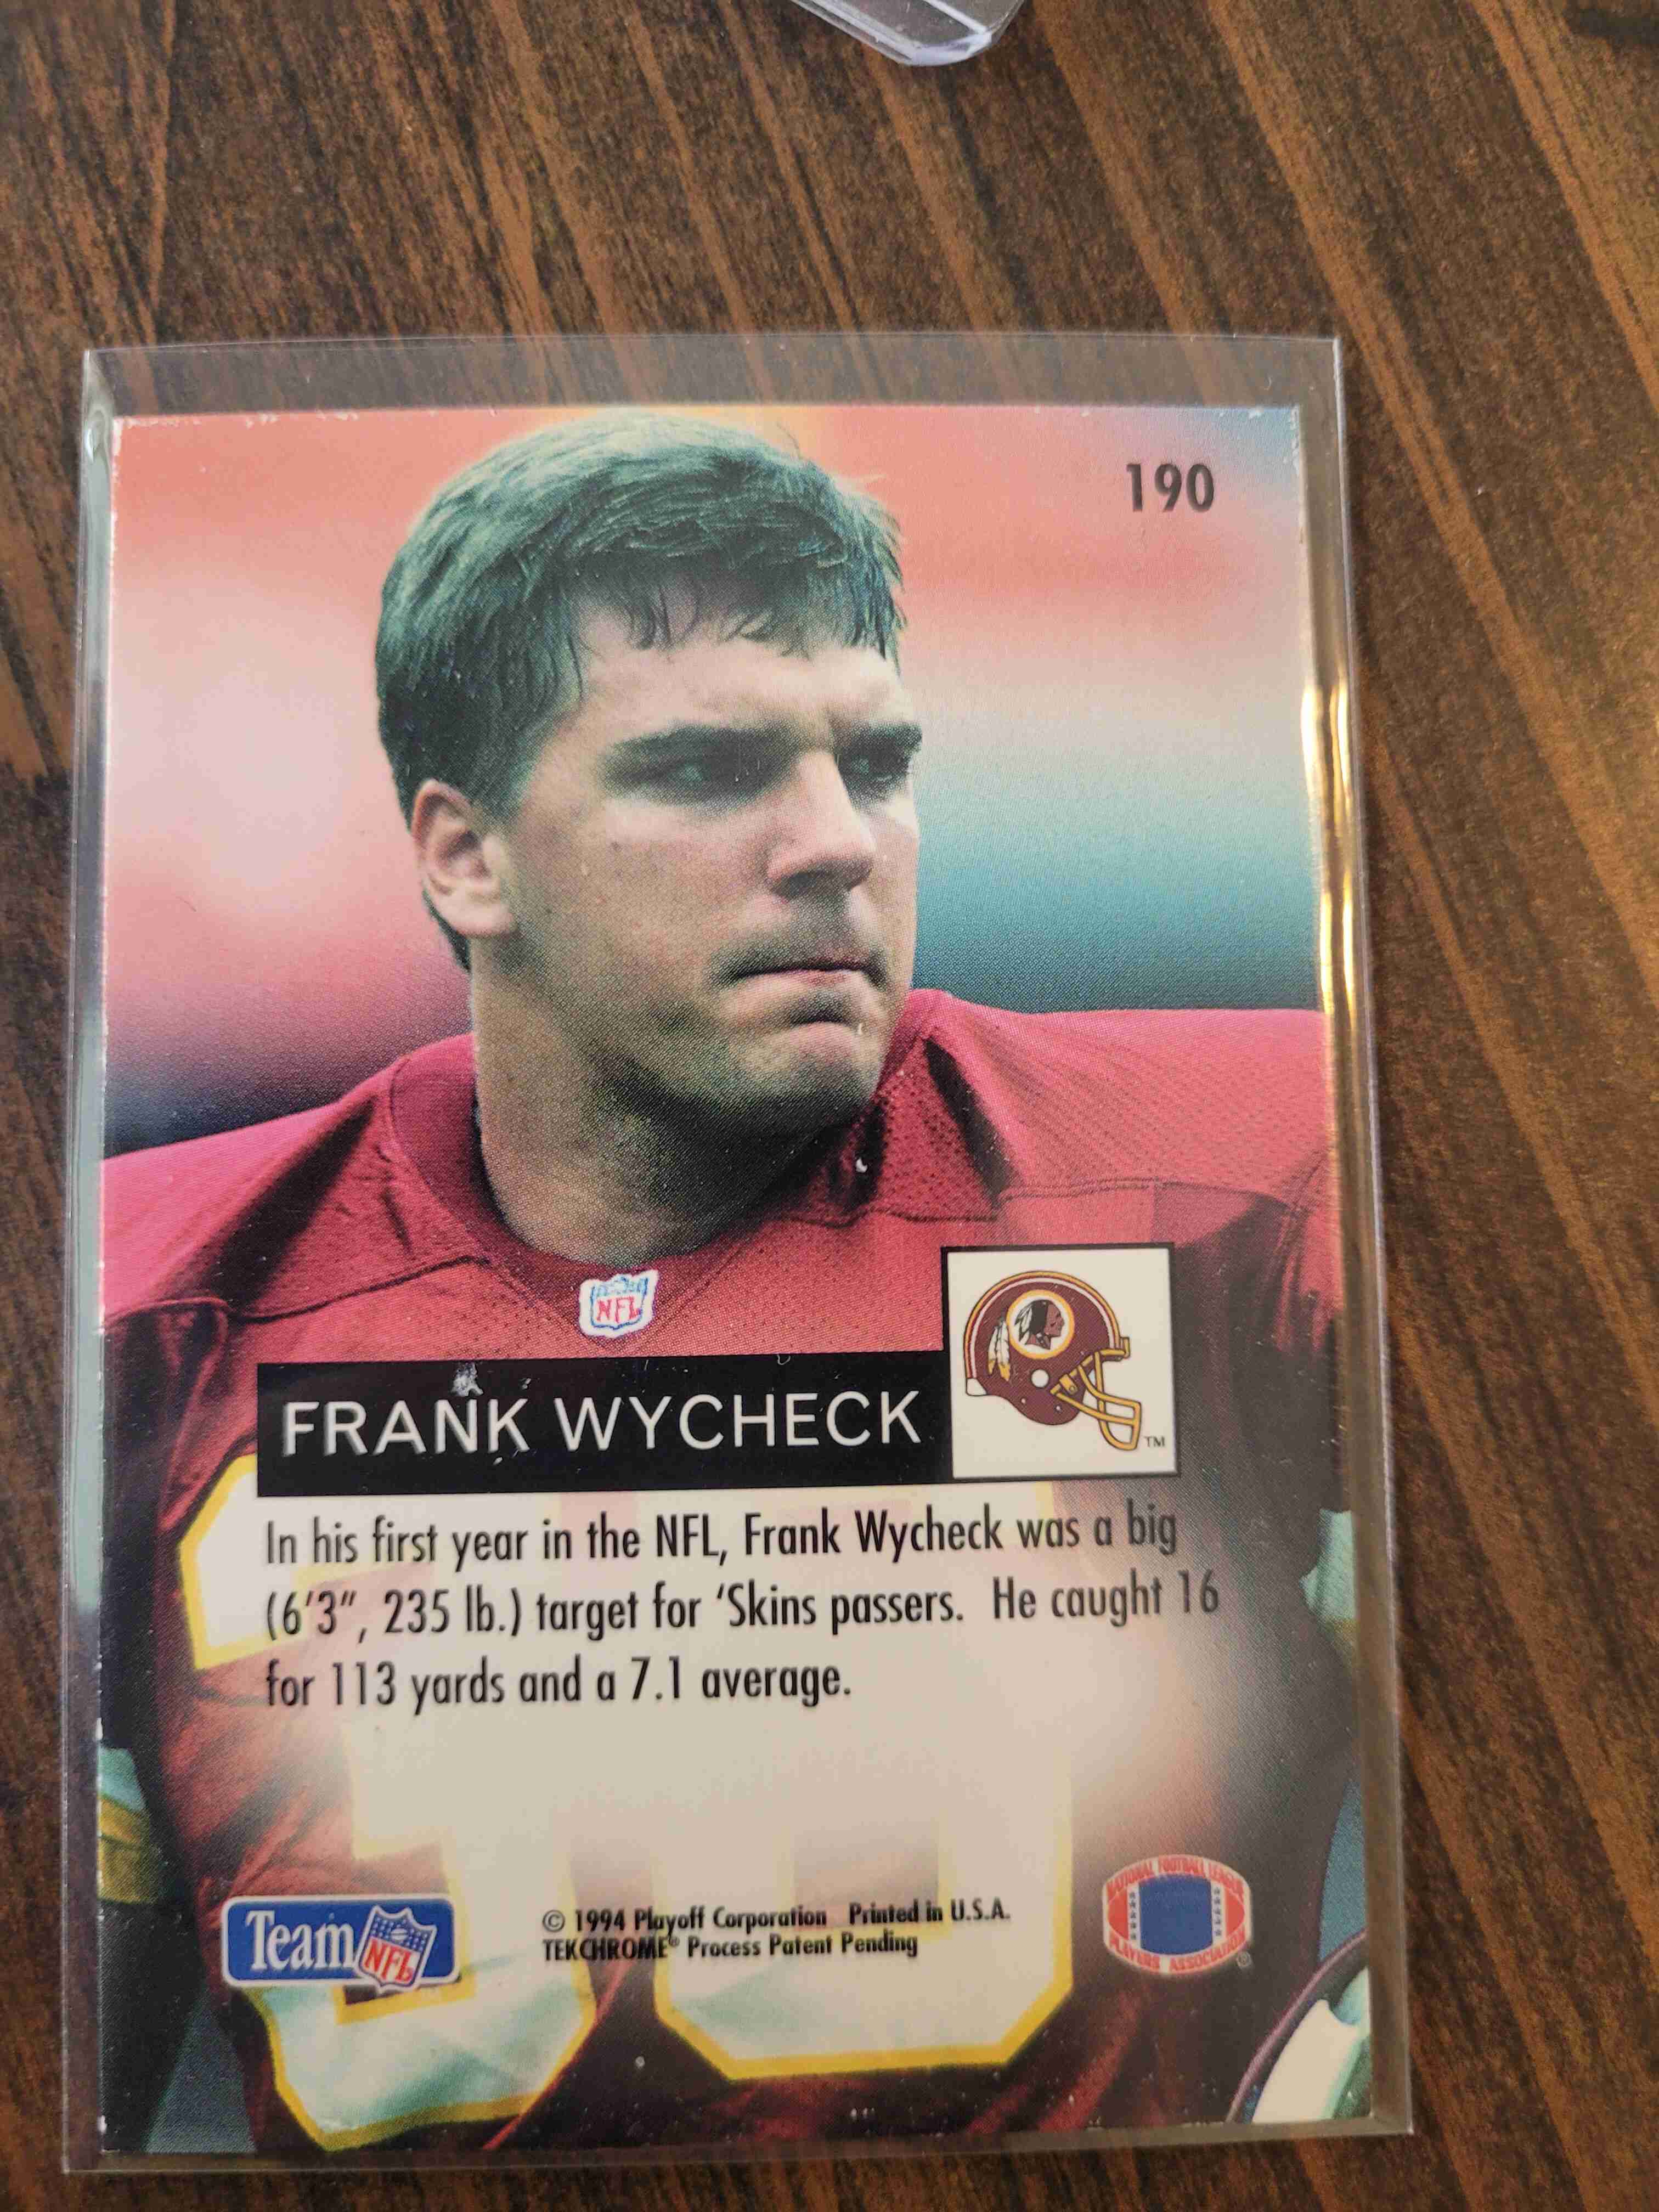 190
NFL
FRANK WYCHECK
TM
In his first year in the NFL, Frank Wycheck was a big
(6'3", 235 lb.) target for 'Skins passers. He caught 16
for 113 yards and a 7.1 average.
Team NFL
© 1994 Playoff Corporation Printed in U.S.A.
TEKCHROME® Process Patent Pending
NATIONAL FOOTBALL LEAGUE
PLAYERS ASSOCIATION
®